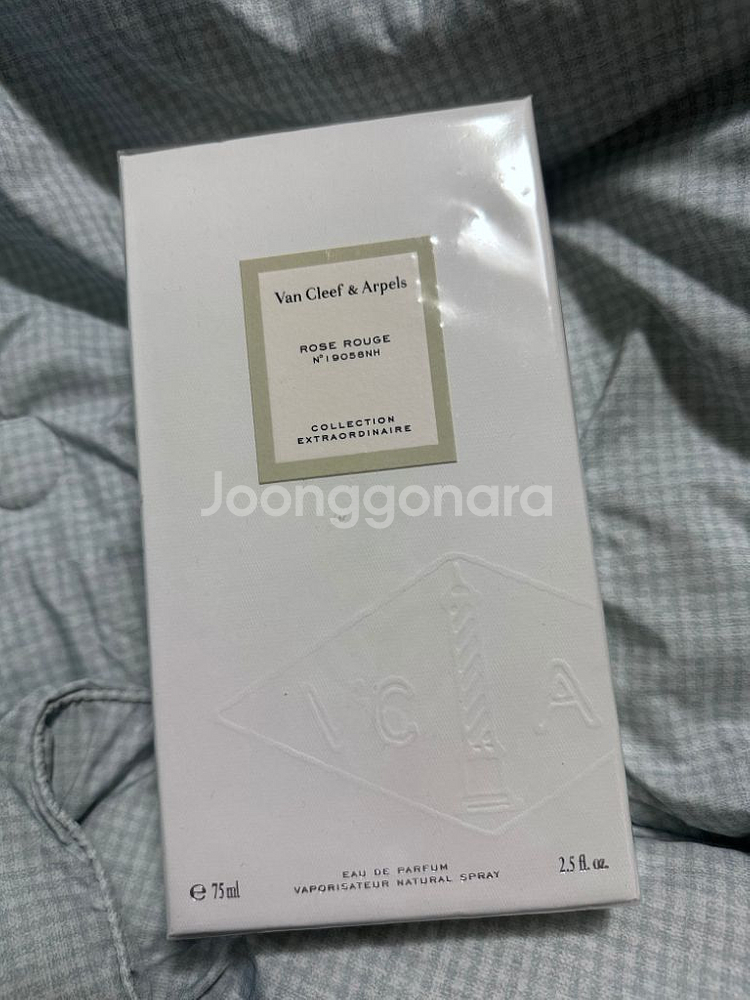 Van Cleef & Arpels
ROSE ROUGE
N°19058NH
COLLECTION
EXTRAORDINAIRE
Joonggonara
VCA
EAU DE PARFUM
VAPORISATEUR NATURAL SPRAY
℮ 75 ml
2.5 fl. oz.